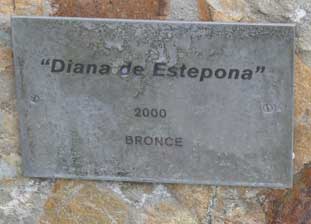 "Diana de Estepona"
2000
BRONCE